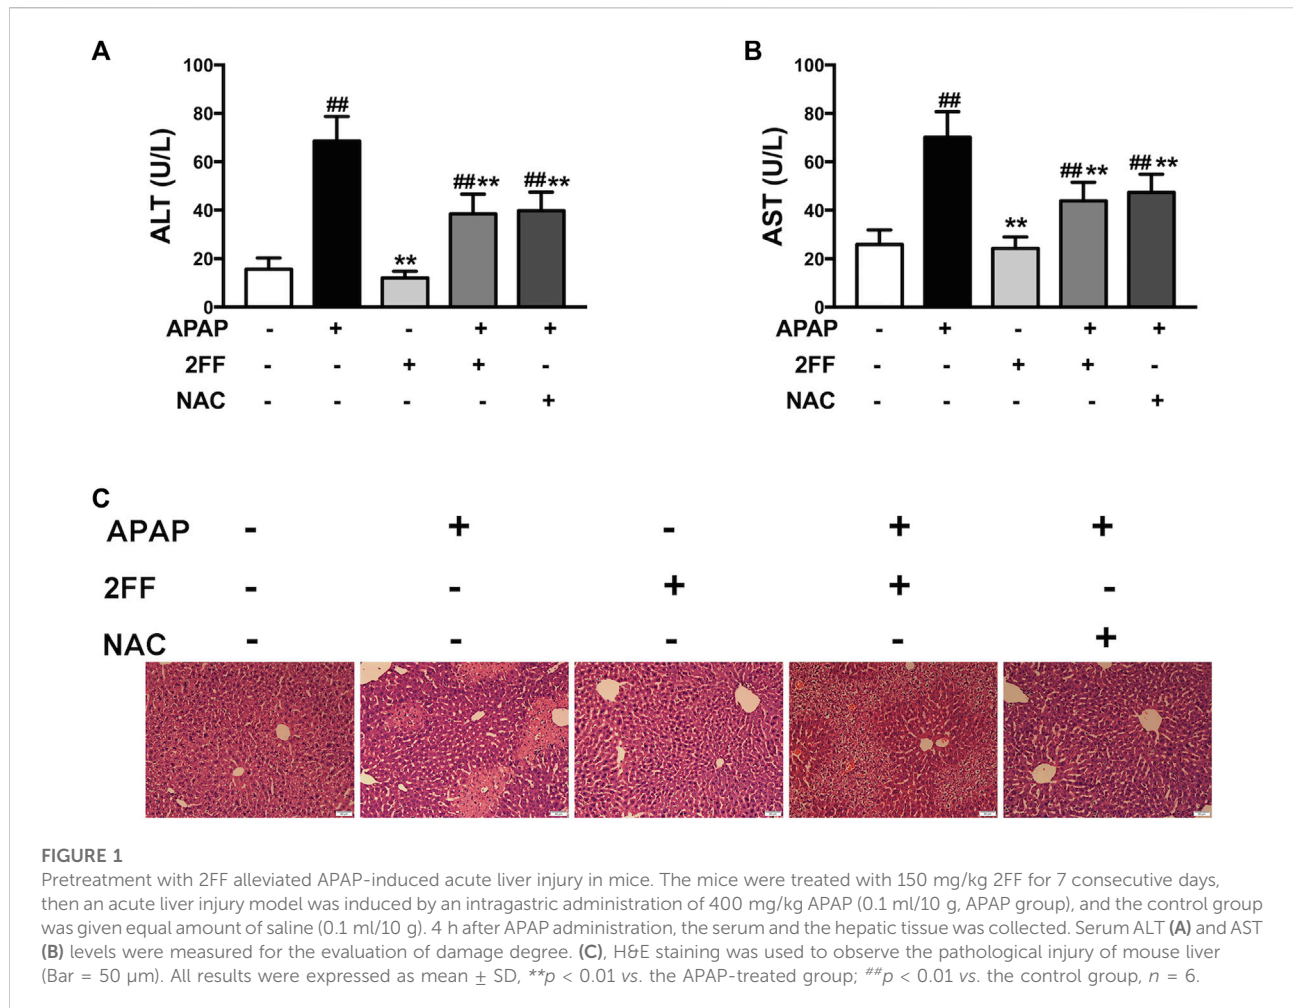 A
100
80
60
40
20
0
ALT (U/L)
##
**
##**
##**
APAP - + - + +
2FF - - + + -
NAC - - - - +
B
100
80
60
40
20
0
AST (U/L)
##
**
##**
##**
APAP - + - + +
2FF - - + + -
NAC - - - - +
C
APAP - + - + +
2FF - - + + -
NAC - - - - +
FIGURE 1
Pretreatment with 2FF alleviated APAP-induced acute liver injury in mice. The mice were treated with 150 mg/kg 2FF for 7 consecutive days,
then an acute liver injury model was induced by an intragastric administration of 400 mg/kg APAP (0.1 ml/10 g, APAP group), and the control group
was given equal amount of saline (0.1 ml/10 g). 4 h after APAP administration, the serum and the hepatic tissue was collected. Serum ALT (A) and AST
(B) levels were measured for the evaluation of damage degree. (C), H&E staining was used to observe the pathological injury of mouse liver
(Bar = 50 μm). All results were expressed as mean ± SD, **p < 0.01 vs. the APAP-treated group; ##p < 0.01 vs. the control group, n = 6.